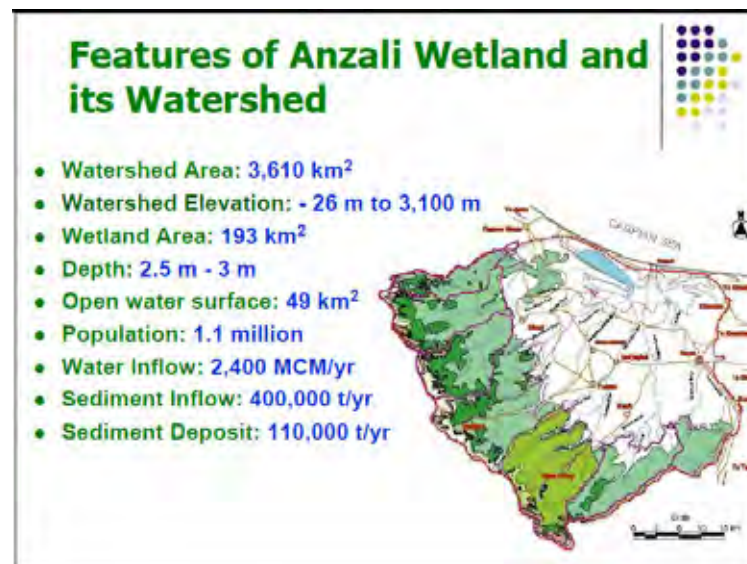 Features of Anzali Wetland and
its Watershed
• Watershed Area: 3,610 km²
• Watershed Elevation: - 26 m to 3,100 m
• Wetland Area: 193 km²
• Depth: 2.5 m - 3 m
• Open water surface: 49 km²
• Population: 1.1 million
• Water Inflow: 2,400 MCM/yr
• Sediment Inflow: 400,000 t/yr
• Sediment Deposit: 110,000 t/yr
CASPIAN SEA